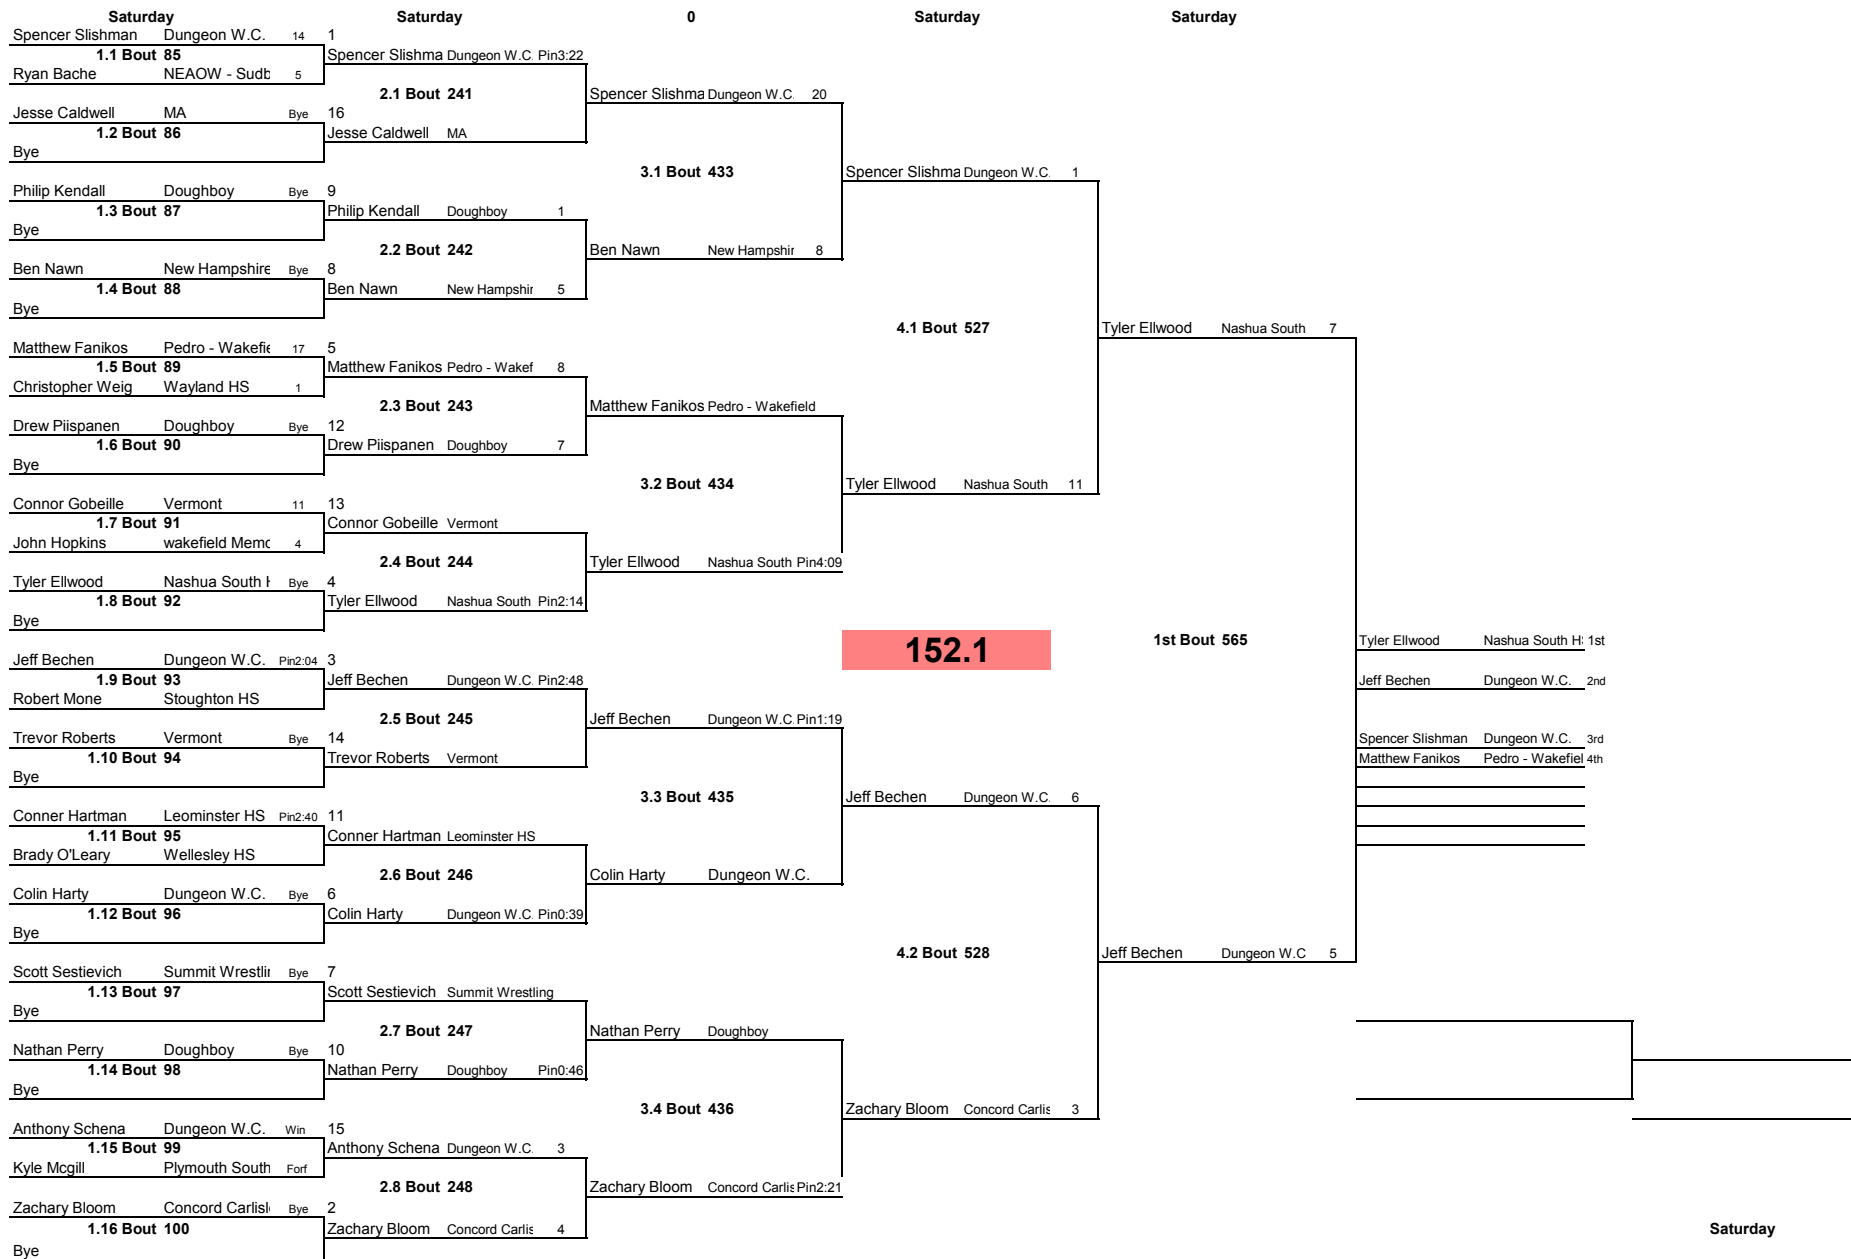 Saturday Saturday 0 Saturday Saturday
Spencer Slishman Dungeon W.C. 14 1
1.1 Bout 85 Spencer Slishma Dungeon W.C. Pin3:22
Ryan Bache NEAOW - Sudb 5
2.1 Bout 241 Spencer Slishma Dungeon W.C. 20
Jesse Caldwell MA Bye 16
1.2 Bout 86 Jesse Caldwell MA
Bye
3.1 Bout 433 Spencer Slishma Dungeon W.C. 1
Philip Kendall Doughboy Bye 9
1.3 Bout 87 Philip Kendall Doughboy 1
Bye
2.2 Bout 242 Ben Nawn New Hampshir 8
Ben Nawn New Hampshire Bye 8
1.4 Bout 88 Ben Nawn New Hampshir 5
Bye
4.1 Bout 527 Tyler Ellwood Nashua South 7
Matthew Fanikos Pedro - Wakefie 17 5
1.5 Bout 89 Matthew Fanikos Pedro - Wakef 8
Christopher Weig Wayland HS 1
2.3 Bout 243 Matthew Fanikos Pedro - Wakefield
Drew Piispanen Doughboy Bye 12
1.6 Bout 90 Drew Piispanen Doughboy 7
Bye
3.2 Bout 434 Tyler Ellwood Nashua South 11
Connor Gobeille Vermont 11 13
1.7 Bout 91 Connor Gobeille Vermont
John Hopkins wakefield Memo 4
2.4 Bout 244 Tyler Ellwood Nashua South Pin4:09
Tyler Ellwood Nashua South H Bye 4
1.8 Bout 92 Tyler Ellwood Nashua South Pin2:14
Bye
152.1 1st Bout 565 Tyler Ellwood Nashua South H 1st
Jeff Bechen Dungeon W.C. Pin2:04 3
1.9 Bout 93 Jeff Bechen Dungeon W.C. Pin2:48 Jeff Bechen Dungeon W.C. 2nd
Robert Mone Stoughton HS
2.5 Bout 245 Jeff Bechen Dungeon W.C. Pin1:19
Trevor Roberts Vermont Bye 14 Spencer Slishman Dungeon W.C. 3rd
1.10 Bout 94 Trevor Roberts Vermont Matthew Fanikos Pedro - Wakefiel 4th
Bye
3.3 Bout 435 Jeff Bechen Dungeon W.C. 6
Conner Hartman Leominster HS Pin2:40 11
1.11 Bout 95 Conner Hartman Leominster HS
Brady O'Leary Wellesley HS
2.6 Bout 246 Colin Harty Dungeon W.C.
Colin Harty Dungeon W.C. Bye 6
1.12 Bout 96 Colin Harty Dungeon W.C. Pin0:39
Bye
4.2 Bout 528 Jeff Bechen Dungeon W.C 5
Scott Sestievich Summit Wrestlin Bye 7
1.13 Bout 97 Scott Sestievich Summit Wrestling
Bye
2.7 Bout 247 Nathan Perry Doughboy
Nathan Perry Doughboy Bye 10
1.14 Bout 98 Nathan Perry Doughboy Pin0:46
Bye
3.4 Bout 436 Zachary Bloom Concord Carlis 3
Anthony Schena Dungeon W.C. Win 15
1.15 Bout 99 Anthony Schena Dungeon W.C. 3
Kyle Mcgill Plymouth South Forf
2.8 Bout 248 Zachary Bloom Concord Carlis Pin2:21
Zachary Bloom Concord Carlisl Bye 2
1.16 Bout 100 Zachary Bloom Concord Carlis 4 Saturday
Bye